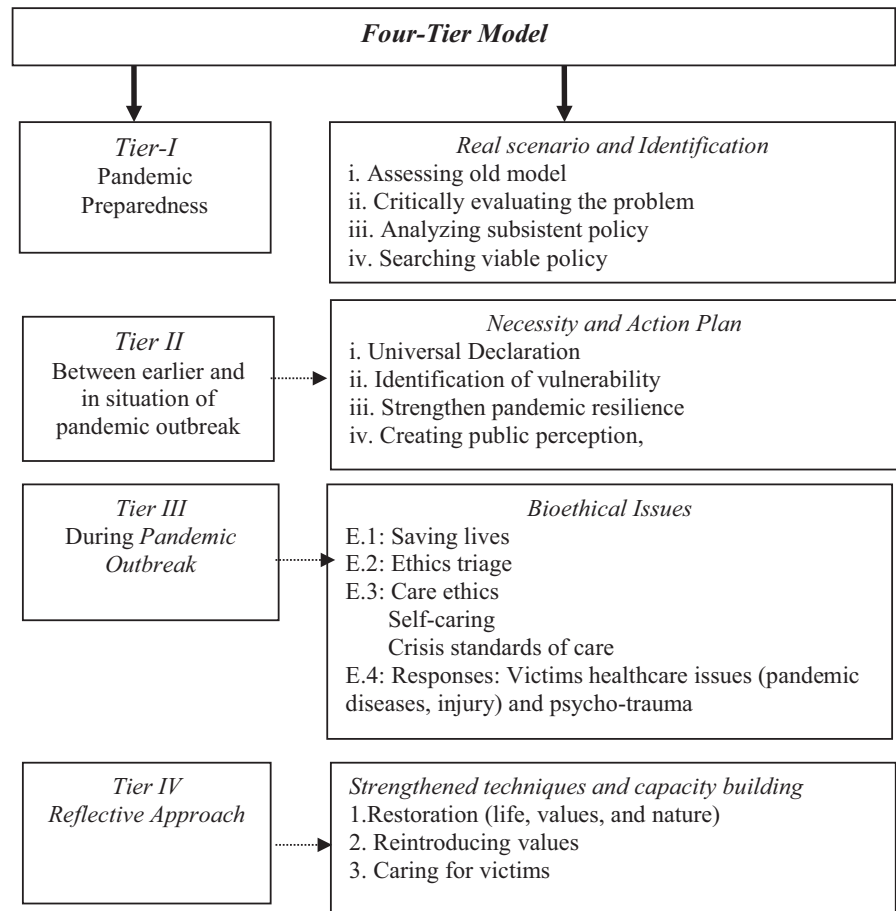 Four-Tier Model
Tier-I
Pandemic
Preparedness
Real scenario and Identification
i. Assessing old model
ii. Critically evaluating the problem
iii. Analyzing subsistent policy
iv. Searching viable policy
Tier II
Between earlier and
in situation of
pandemic outbreak
Necessity and Action Plan
i. Universal Declaration
ii. Identification of vulnerability
iii. Strengthen pandemic resilience
iv. Creating public perception,
Tier III
During Pandemic
Outbreak
Bioethical Issues
E.1: Saving lives
E.2: Ethics triage
E.3: Care ethics
Self-caring
Crisis standards of care
E.4: Responses: Victims healthcare issues (pandemic
diseases, injury) and psycho-trauma
Tier IV
Reflective Approach
Strengthened techniques and capacity building
1.Restoration (life, values, and nature)
2. Reintroducing values
3. Caring for victims